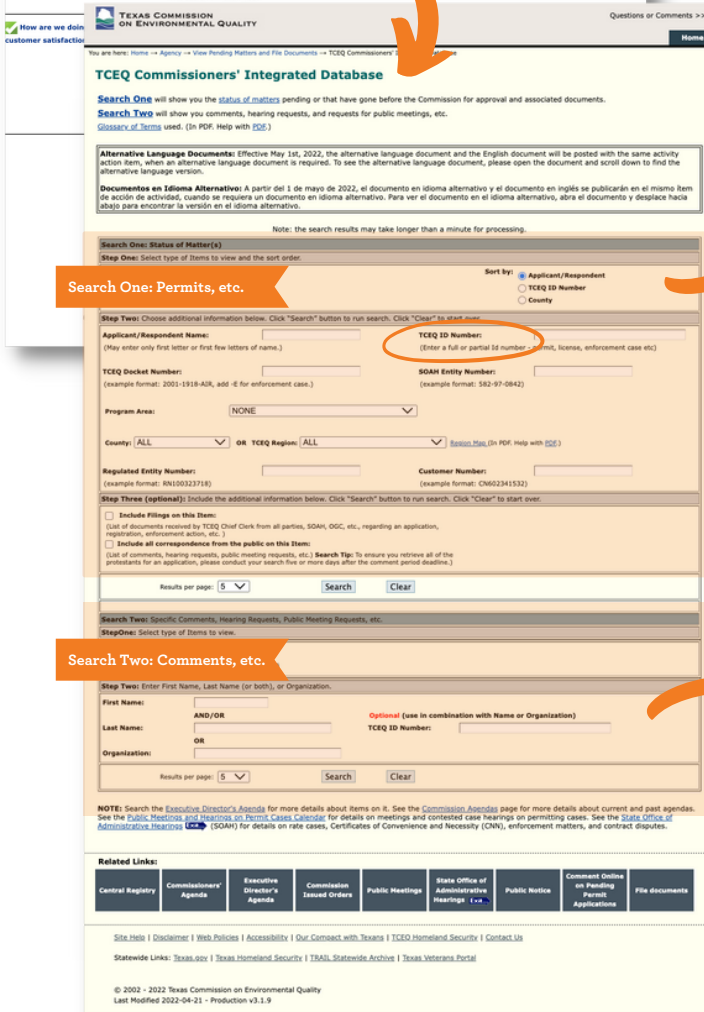 How are we doin
customer satisfactio
TEXAS COMMISSION
ON ENVIRONMENTAL QUALITY
Questions or Comments >>
Home
You are here: Home → Agency → View Pending Matters and File Documents → TCEQ Commissioners'
TCEQ Commissioners' Integrated Database
Search One will show you the status of matters pending or that have gone before the Commission for approval and associated documents.
Search Two will show you comments, hearing requests, and requests for public meetings, etc.
Glossary of Terms used. (In PDF. Help with PDF.)
Alternative Language Documents: Effective May 1st, 2022, the alternative language document and the English document will be posted with the same activity
action item, when an alternative language document is required. To see the alternative language document, please open the document and scroll down to find the
alternative language version.
Documentos en Idioma Alternativo: A partir del 1 de mayo de 2022, el documento en idioma alternativo y el documento en inglés se publicarán en el mismo ítem
de acción de actividad, cuando se requiera un documento en idioma alternativo. Para ver el documento en el idioma alternativo, abra el documento y desplace hacia
abajo para encontrar la versión en el idioma alternativo.
Note: the search results may take longer than a minute for processing.
Search One: Status of Matter(s)
Step One: Select type of Items to view and the sort order.
Sort by: Applicant/Respondent
TCEQ ID Number
County
Search One: Permits, etc.
Step Two: Choose additional information below. Click "Search" button to run search. Click "Clear" to start over.
Applicant/Respondent Name: TCEQ ID Number:
(May enter only first letter or first few letters of name.) (Enter a full or partial Id number - permit, license, enforcement case etc)
TCEQ Docket Number: SOAH Entity Number:
(example format: 2001-1918-AIR, add -E for enforcement case.) (example format: 582-97-0842)
Program Area: NONE
County: ALL OR TCEQ Region: ALL Region Map (In PDF. Help with PDF.)
Regulated Entity Number: Customer Number:
(example format: RN100323718) (example format: CN602341532)
Step Three (optional): Include the additional information below. Click "Search" button to run search. Click "Clear" to start over.
Include Filings on this Item:
(List of documents received by TCEQ Chief Clerk from all parties, SOAH, OGC, etc., regarding an application,
registration, enforcement action, etc. )
Include all correspondence from the public on this Item:
(List of comments, hearing requests, public meeting requests, etc.) Search Tip: To ensure you retrieve all of the
protestants for an application, please conduct your search five or more days after the comment period deadline.)
Results per page: 5 Search Clear
Search Two: Specific Comments, Hearing Requests, Public Meeting Requests, etc.
StepOne: Select type of Items to view.
Search Two: Comments, etc.
Step Two: Enter First Name, Last Name (or both), or Organization.
First Name:
AND/OR Optional (use in combination with Name or Organization)
Last Name: TCEQ ID Number:
OR
Organization:
Results per page: 5 Search Clear
NOTE: Search the Executive Director's Agenda for more details about items on it. See the Commission Agendas page for more details about current and past agendas.
See the Public Meetings and Hearings on Permit Cases Calendar for details on meetings and contested case hearings on permitting cases. See the State Office of
Administrative Hearings Exit (SOAH) for details on rate cases, Certificates of Convenience and Necessity (CNN), enforcement matters, and contract disputes.
Related Links:
Central Registry
Commissioners' Agenda
Executive Director's Agenda
Commission Issued Orders
Public Meetings
State Office of Administrative Hearings Exit
Public Notice
Comment Online on Pending Permit Applications
File documents
Site Help | Disclaimer | Web Policies | Accessibility | Our Compact with Texans | TCEQ Homeland Security | Contact Us
Statewide Links: Texas.gov | Texas Homeland Security | TRAIL Statewide Archive | Texas Veterans Portal
© 2002 - 2022 Texas Commission on Environmental Quality
Last Modified 2022-04-21 - Production v3.1.9